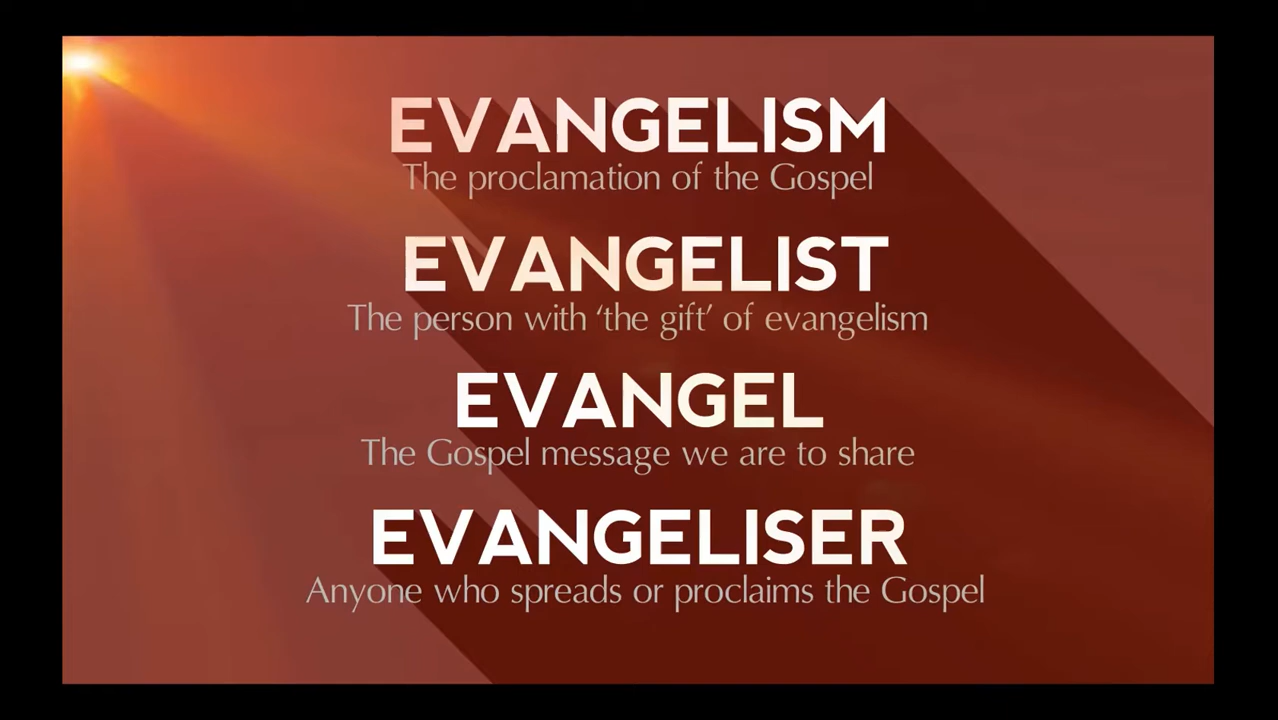 EVANGELISM
The proclamation of the Gospel
EVANGELIST
The person with ‘the gift’ of evangelism
EVANGEL
The Gospel message we are to share
EVANGELISER
Anyone who spreads or proclaims the Gospel